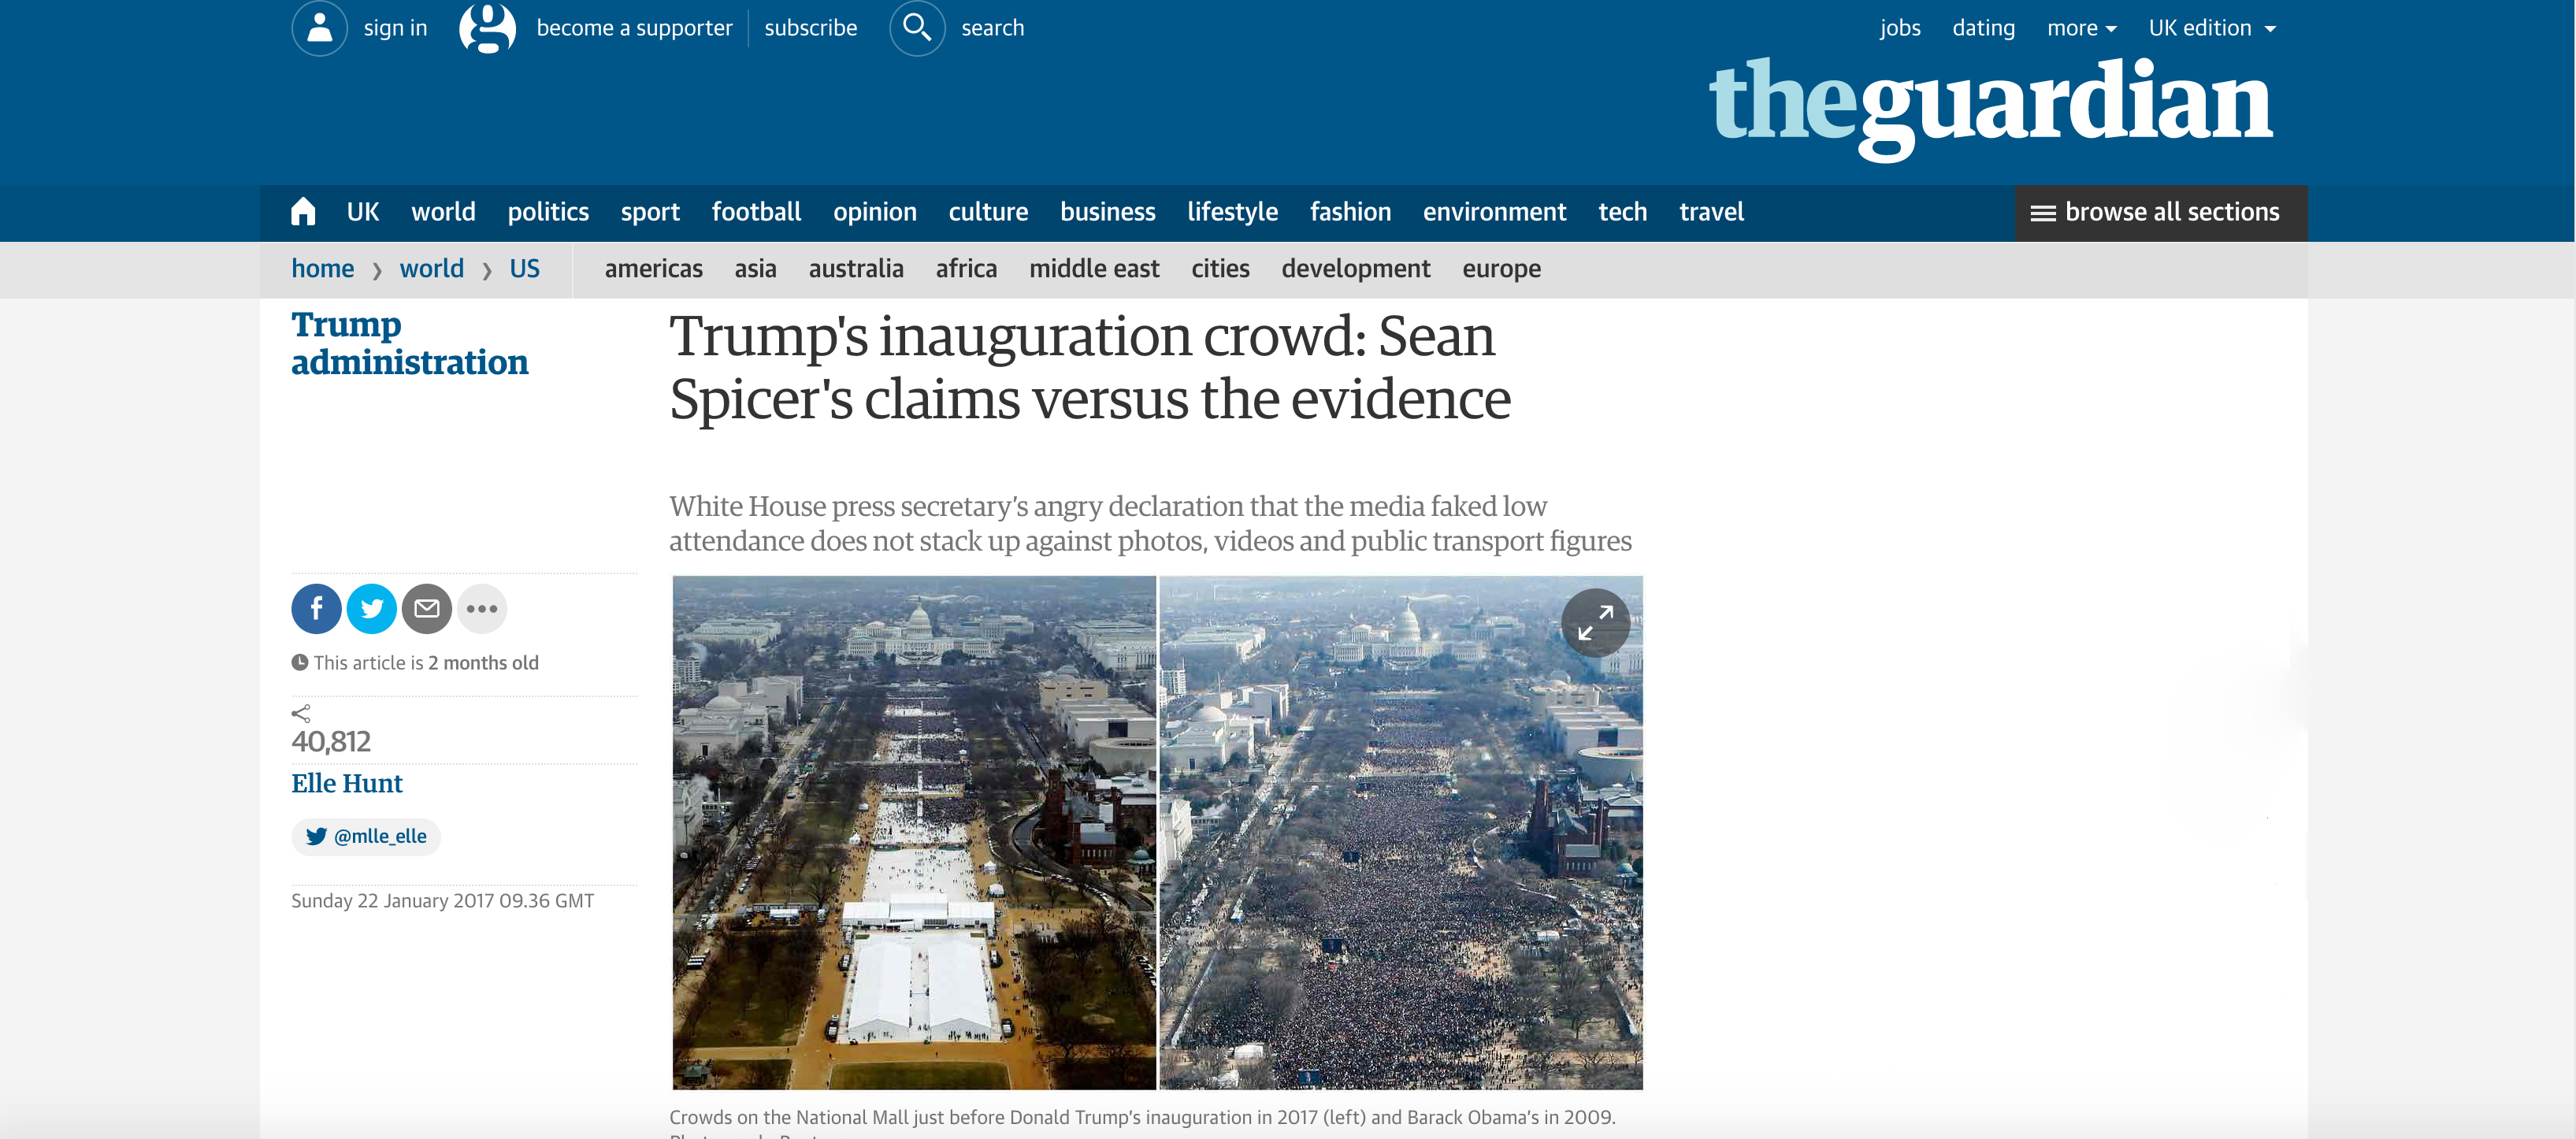 sign in
become a supporter
subscribe
search
jobs
dating
more
UK edition
theguardian
UK
world
politics
sport
football
opinion
culture
business
lifestyle
fashion
environment
tech
travel
browse all sections
home
world
US
americas
asia
australia
africa
middle east
cities
development
europe
Trump
administration
Trump's inauguration crowd: Sean
Spicer's claims versus the evidence
White House press secretary’s angry declaration that the media faked low
attendance does not stack up against photos, videos and public transport figures
This article is 2 months old
40,812
Elle Hunt
@mlle_elle
Sunday 22 January 2017 09.36 GMT
Crowds on the National Mall just before Donald Trump’s inauguration in 2017 (left) and Barack Obama’s in 2009.